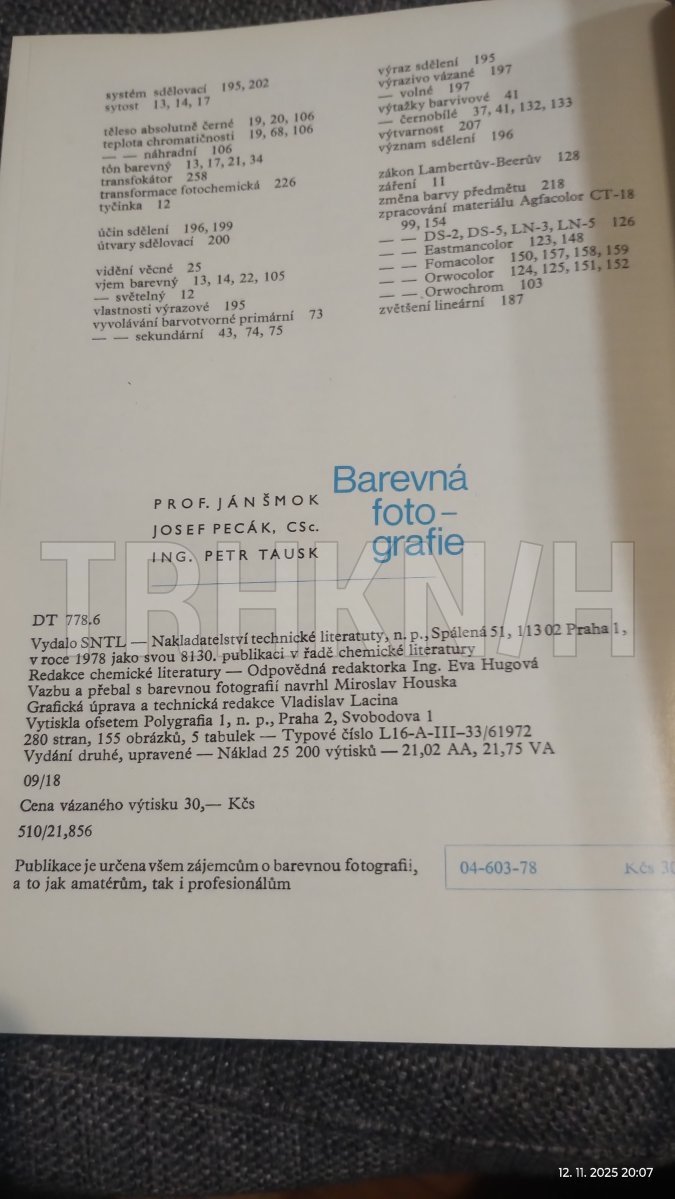 systém sdělovací 195, 202
sytost 13, 14, 17
těleso absolutně černé 19, 20, 106
teplota chromatičnosti 19, 68, 106
— — náhradní 106
tón barevný 13, 17, 21, 34
transfokátor 258
transformace fotochemická 226
tyčinka 12
účin sdělení 196, 199
útvary sdělovací 200
vidění věcné 25
vjem barevný 13, 14, 22, 105
— světelný 12
vlastnosti výrazové 195
vyvolávání barvotvorné primární 73
— — sekundární 43, 74, 75
výraz sdělení 195
výrazivo vázané 197
— volné 197
výtažky barvivové 41
— černobílé 37, 41, 132, 133
výtvarnost 207
význam sdělení 196
zákon Lambertův-Beerův 128
záření 11
změna barvy předmětu 218
zpracování materiálu Agfacolor CT-18
99, 154
— — DS-2, DS-5, LN-3, LN-5 126
— — Eastmancolor 123, 148
— — Fomacolor 150, 157, 158, 159
— — Orwocolor 124, 125, 151, 152
— — Orwochrom 103
zvětšení lineární 187
PROF. JÁN ŠMOK
JOSEF PECÁK, CSc.
ING. PETR TAUSK
Barevná
foto-
grafie
TRHKNIH
DT 778.6
Vydalo SNTL — Nakladatelství technické literatuty, n. p., Spálená 51, 113 02 Praha 1,
v roce 1978 jako svou 8130. publikaci v řadě chemické literatury
Redakce chemické literatury — Odpovědná redaktorka Ing. Eva Hugová
Vazbu a přebal s barevnou fotografií navrhl Miroslav Houska
Grafická úprava a technická redakce Vladislav Lacina
Vytiskla ofsetem Polygrafia 1, n. p., Praha 2, Svobodova 1
280 stran, 155 obrázků, 5 tabulek — Typové číslo L16-A-III-33/61972
Vydání druhé, upravené — Náklad 25 200 výtisků — 21,02 AA, 21,75 VA
09/18
Cena vázaného výtisku 30,— Kčs
510/21,856
Publikace je určena všem zájemcům o barevnou fotografii,
a to jak amatérům, tak i profesionálům
04-603-78 Kčs 30
12. 11. 2025 20:07